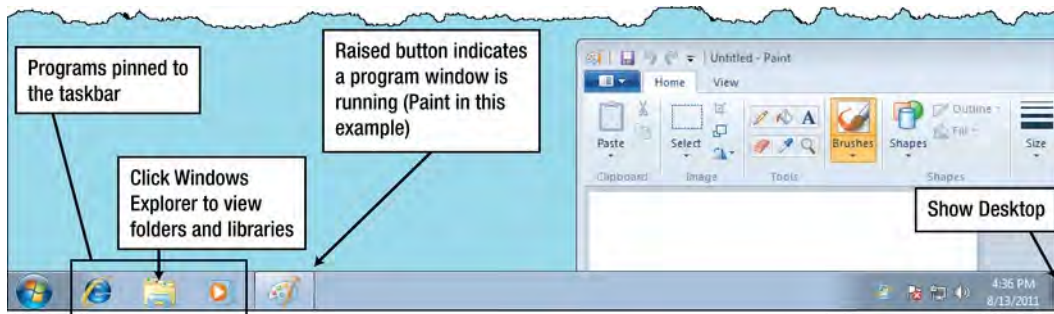 Programs pinned to
the taskbar
Click Windows
Explorer to view
folders and libraries
Raised button indicates
a program window is
running (Paint in this
example)
Untitled - Paint
Home View
Paste
Select
Brushes
Shapes
Outline
Fill
Size
Clipboard
Image
Tools
Shapes
A
Show Desktop
4:36 PM
8/13/2011